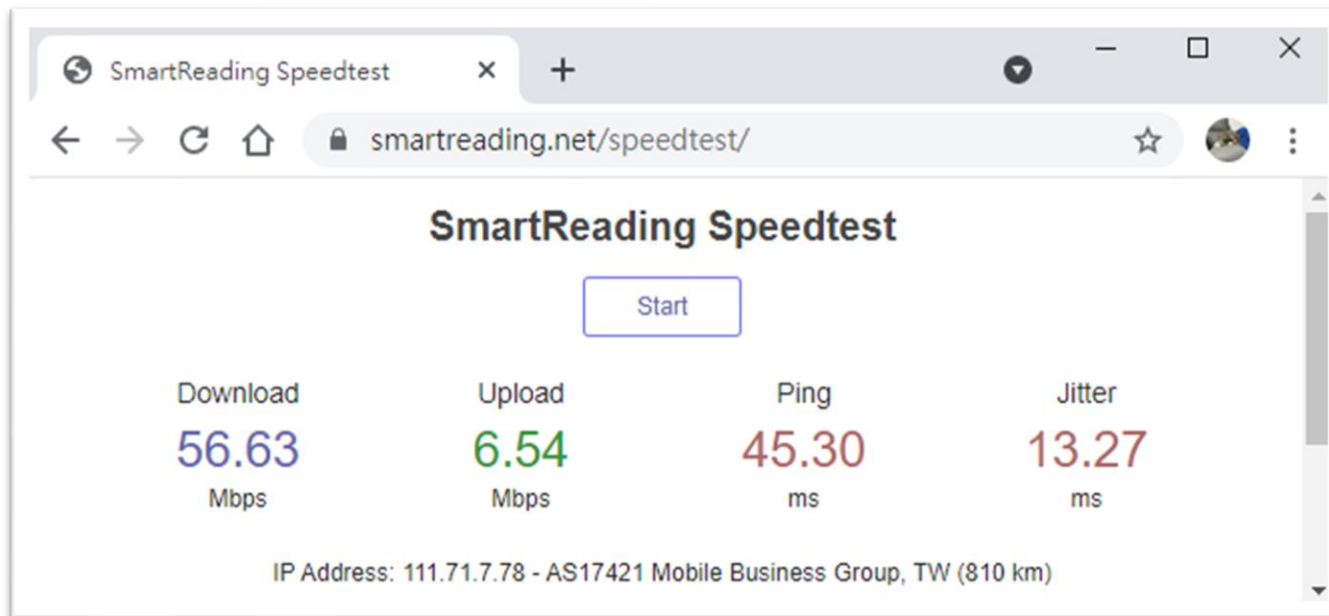 SmartReading Speedtest
smartreading.net/speedtest/
SmartReading Speedtest
Start
Download Upload Ping Jitter
56.63 6.54 45.30 13.27
Mbps Mbps ms ms
IP Address: 111.71.7.78 - AS17421 Mobile Business Group, TW (810 km)